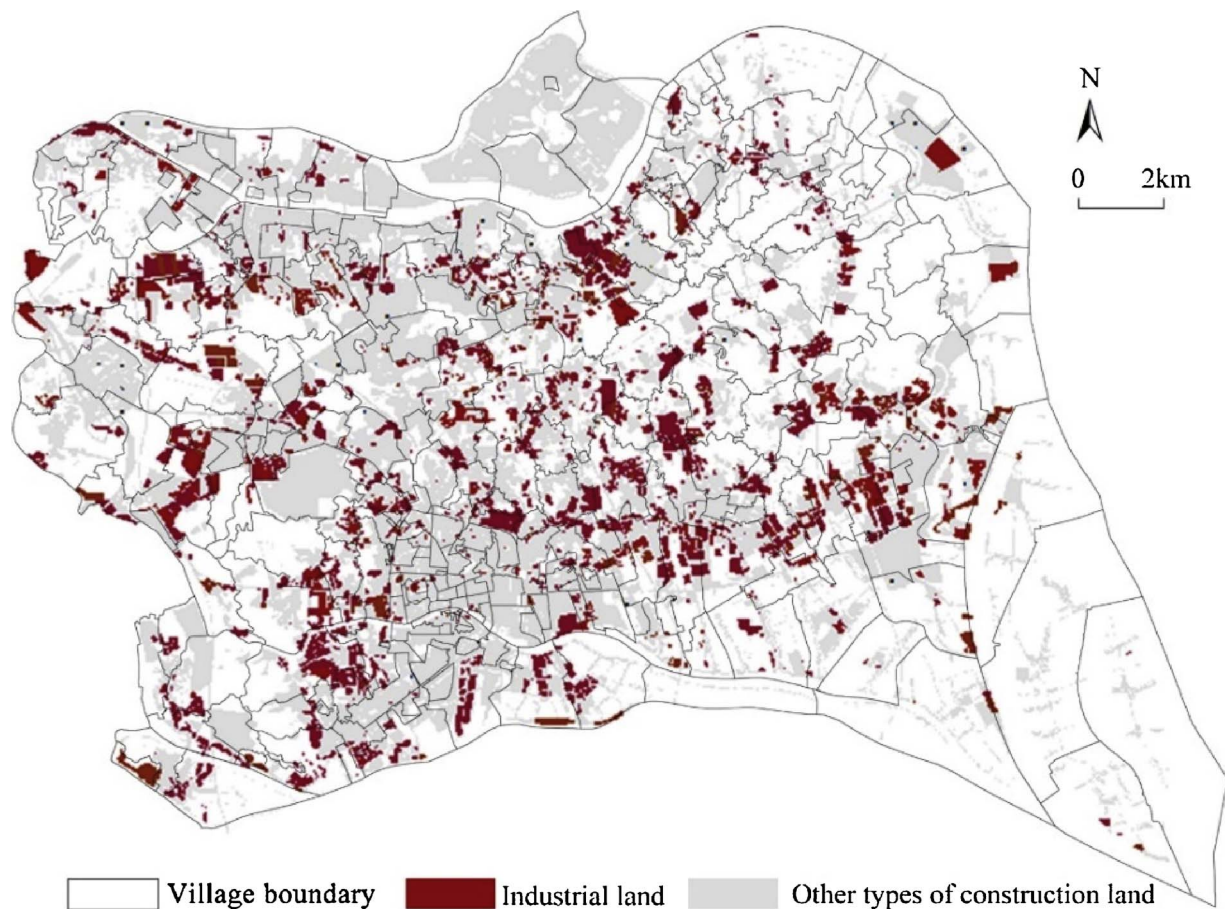 N
0 2km
Village boundary Industrial land Other types of construction land